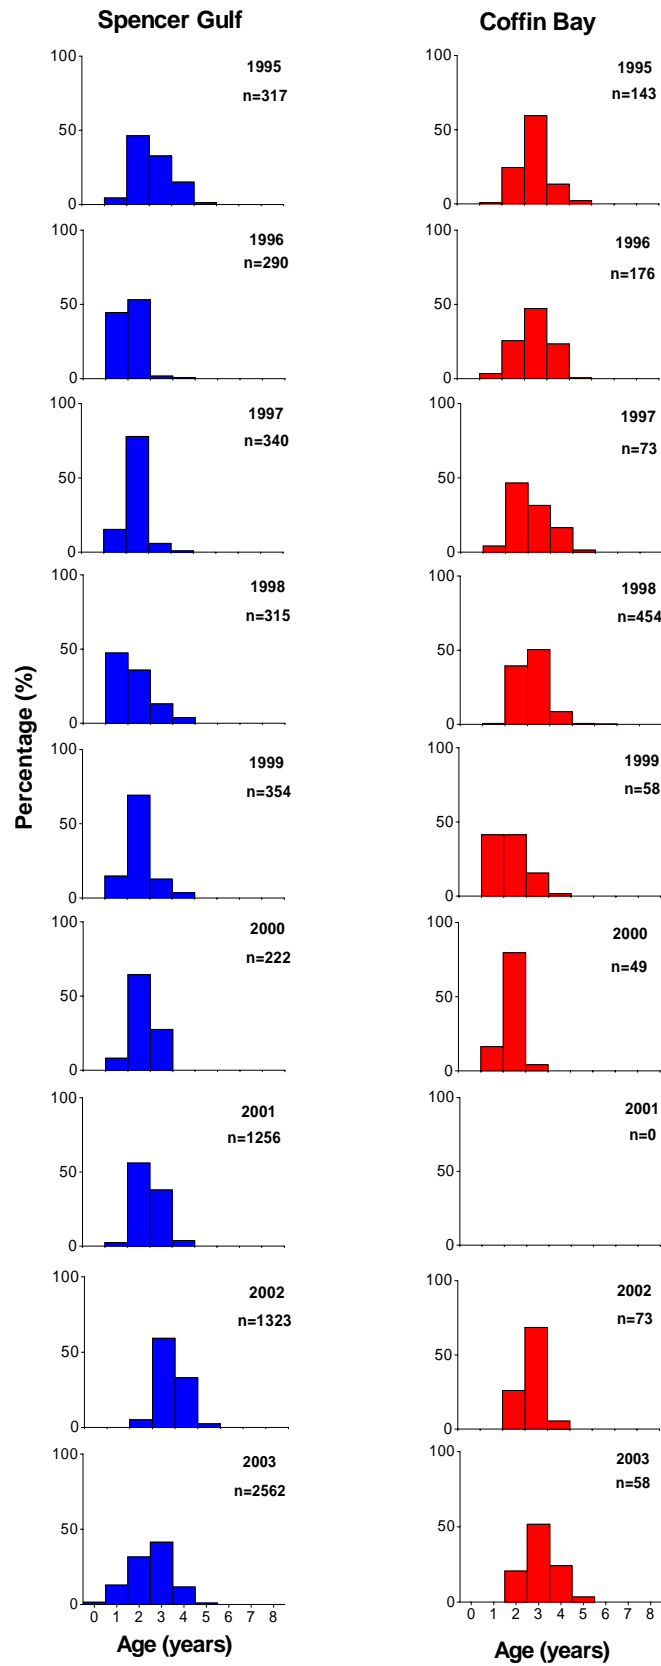 Spencer Gulf
Coffin Bay
Percentage (%)
100
50
0
1995
n=317
100
50
0
1995
n=143
100
50
0
1996
n=290
100
50
0
1996
n=176
100
50
0
1997
n=340
100
50
0
1997
n=73
100
50
0
1998
n=315
100
50
0
1998
n=454
100
50
0
1999
n=354
100
50
0
1999
n=58
100
50
0
2000
n=222
100
50
0
2000
n=49
100
50
0
2001
n=1256
100
50
0
2001
n=0
100
50
0
2002
n=1323
100
50
0
2002
n=73
100
50
0
2003
n=2562
0 1 2 3 4 5 6 7 8
Age (years)
100
50
0
2003
n=58
0 1 2 3 4 5 6 7 8
Age (years)